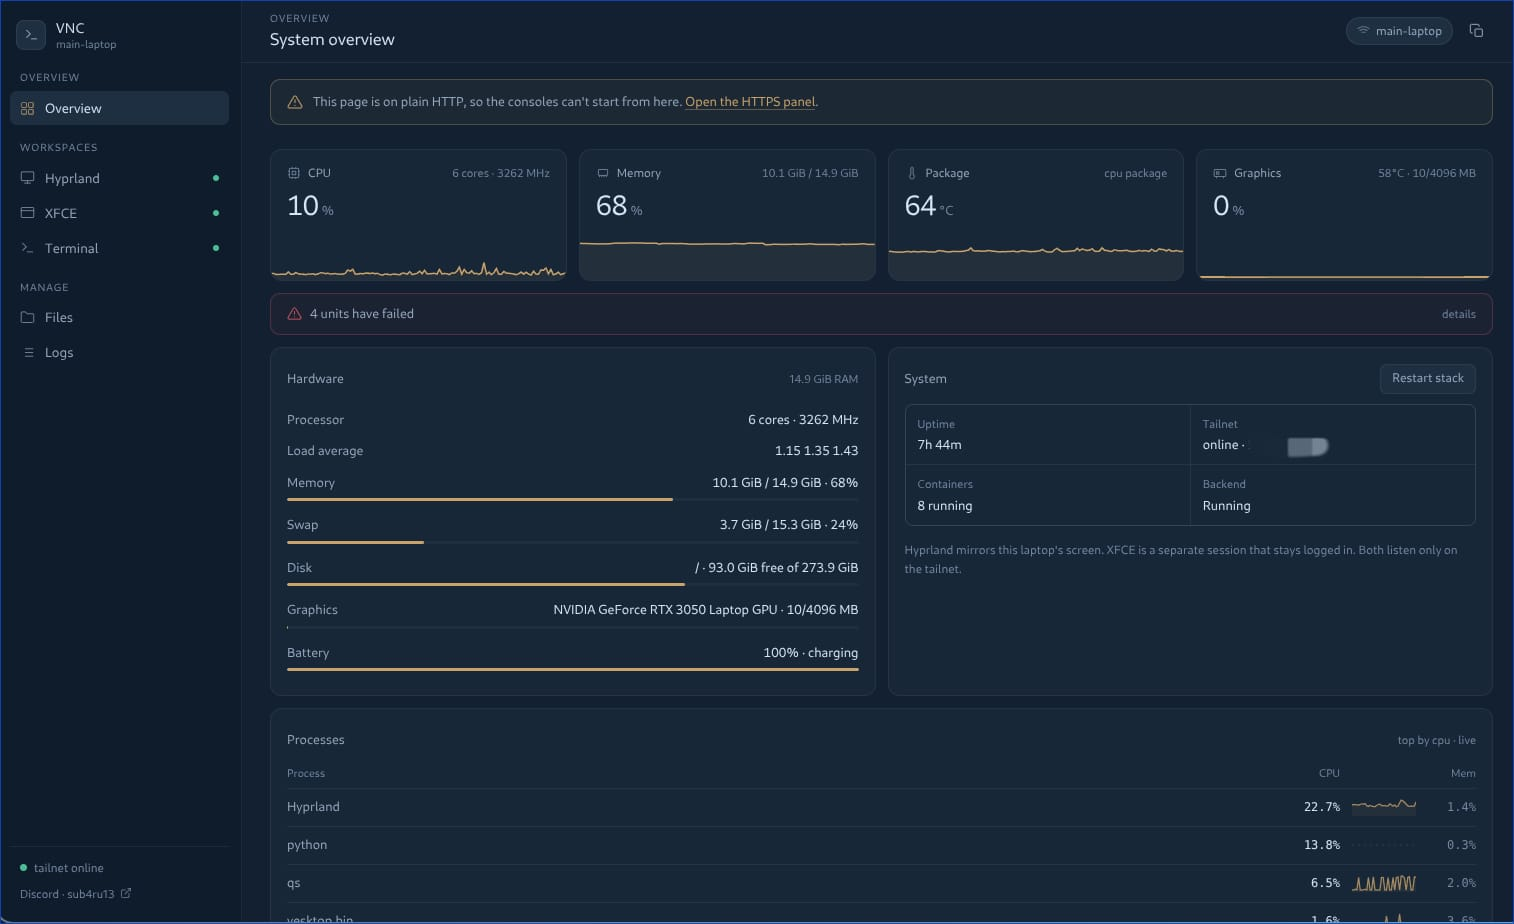 VNC
main-laptop
OVERVIEW
Overview
WORKSPACES
Hyprland
XFCE
Terminal
MANAGE
Files
Logs
tailnet online
Discord · sub4ru13
OVERVIEW
System overview
main-laptop
This page is on plain HTTP, so the consoles can't start from here. Open the HTTPS panel.
CPU 6 cores · 3262 MHz
10 %
Memory 10.1 GiB / 14.9 GiB
68 %
Package cpu package
64 °C
Graphics 58°C · 10/4096 MB
0 %
4 units have failed details
Hardware 14.9 GiB RAM
Processor 6 cores · 3262 MHz
Load average 1.15 1.35 1.43
Memory 10.1 GiB / 14.9 GiB · 68%
Swap 3.7 GiB / 15.3 GiB · 24%
Disk / · 93.0 GiB free of 273.9 GiB
Graphics NVIDIA GeForce RTX 3050 Laptop GPU · 10/4096 MB
Battery 100% · charging
System Restart stack
Uptime
7h 44m
Tailnet
online ·
Containers
8 running
Backend
Running
Hyprland mirrors this laptop's screen. XFCE is a separate session that stays logged in. Both listen only on
the tailnet.
Processes top by cpu · live
Process CPU Mem
Hyprland 22.7% 1.4%
python 13.8% 0.3%
qs 6.5% 2.0%
vesktop.bin 1.6% 3.6%